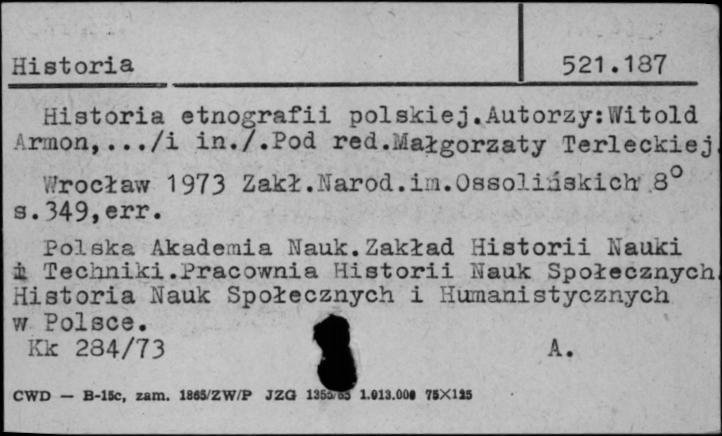 Historia 521.187
Historia etnografii polskiej.Autorzy:Witold
Armon,.../i in./.Pod red.Małgorzaty Terleckiej.
Wrocław 1973 Zakł.Narod.im.Ossolińskich 8°
s.349,err.
Polska Akademia Nauk.Zakład Historii Nauki
i Techniki.Pracownia Historii Nauk Społecznych.
Historia Nauk Społecznych i Humanistycznych
w Polsce.
Kk 284/73 A.
CWD — B-15c, zam. 1865/ZW/P JZG 1.013.000 75×125